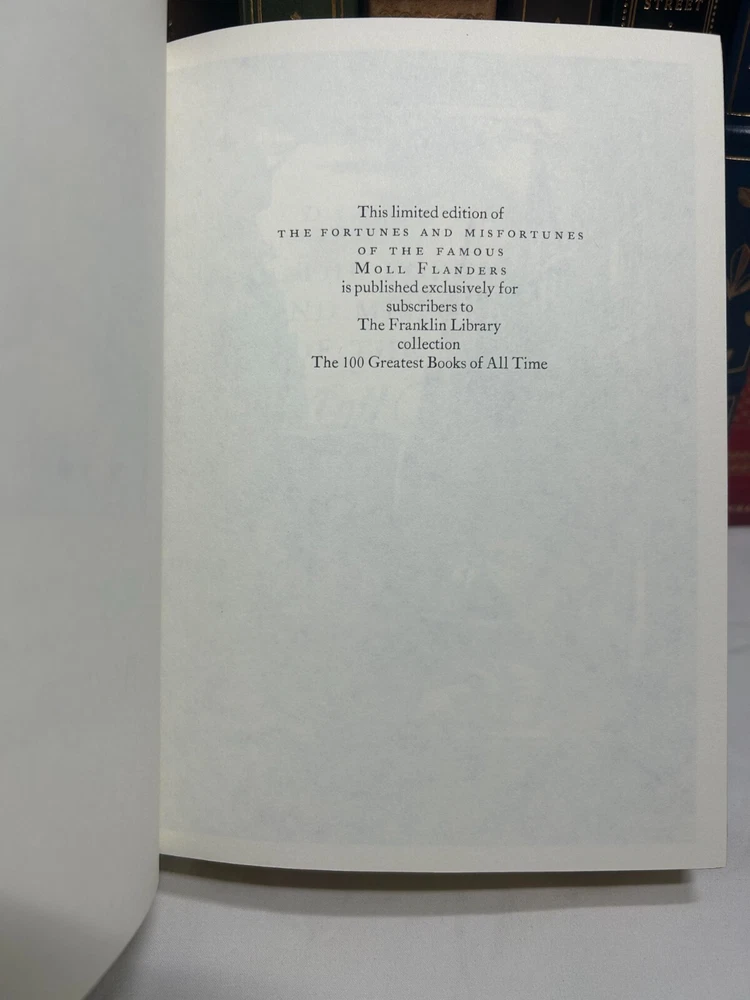 STREET
This limited edition of
THE FORTUNES AND MISFORTUNES
OF THE FAMOUS
MOLL FLANDERS
is published exclusively for
subscribers to
The Franklin Library
collection
The 100 Greatest Books of All Time